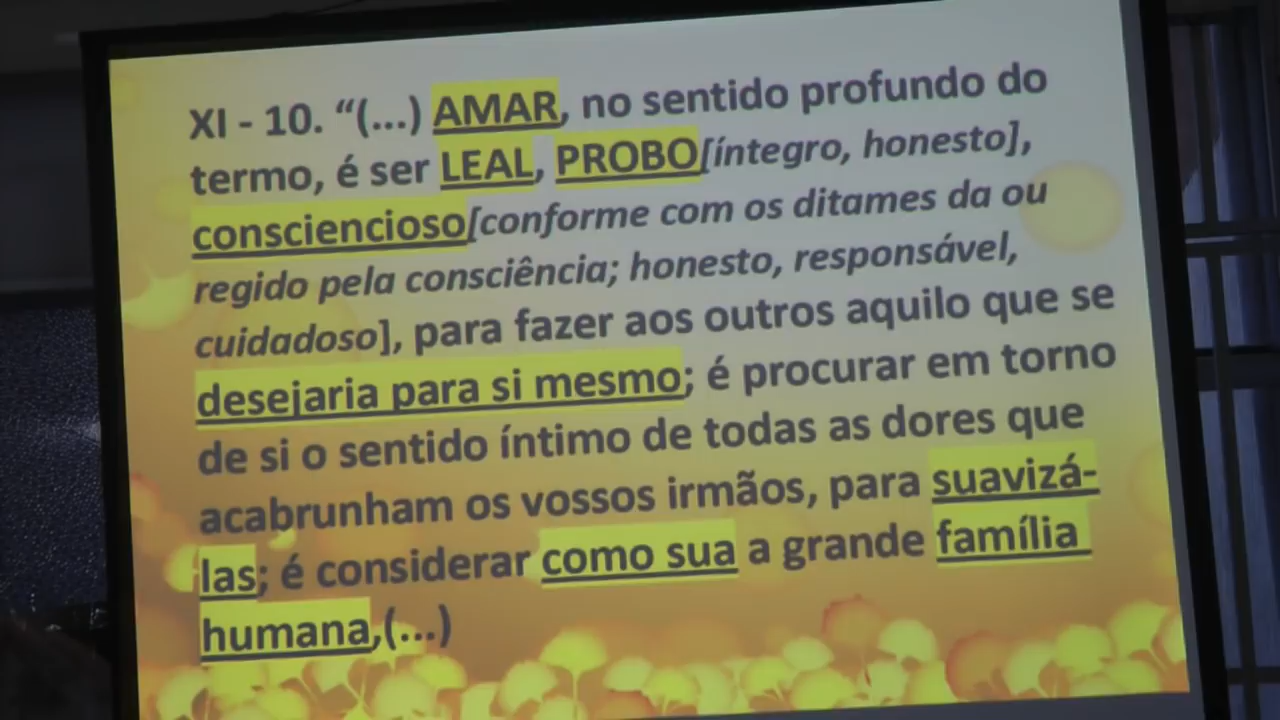 XI - 10. “(...) AMAR, no sentido profundo do
termo, é ser LEAL, PROBO[íntegro, honesto],
consciencioso[conforme com os ditames da ou
regido pela consciência; honesto, responsável,
cuidadoso], para fazer aos outros aquilo que se
desejaria para si mesmo; é procurar em torno
de si o sentido íntimo de todas as dores que
acabrunham os vossos irmãos, para suavizá-
las; é considerar como sua a grande família
humana,(...)